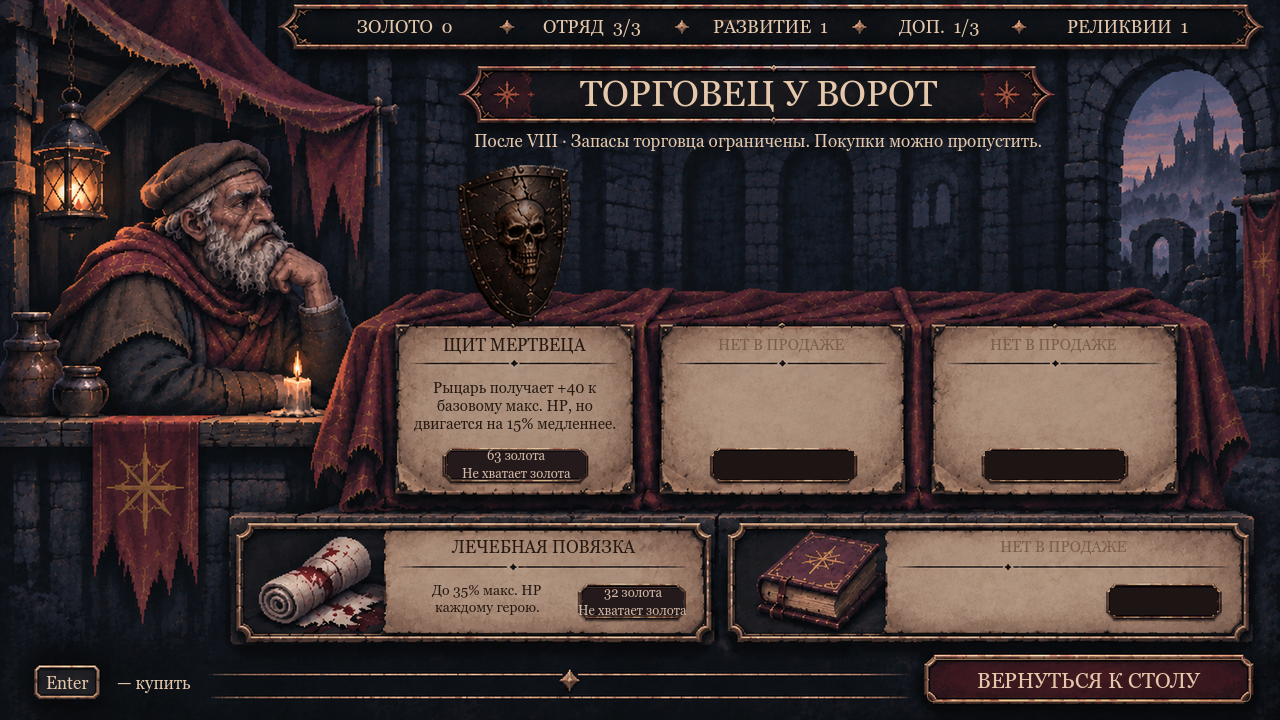 ЗОЛОТО 0
ОТРЯД 3/3
РАЗВИТИЕ 1
ДОП. 1/3
РЕЛИКВИИ 1
ТОРГОВЕЦ У ВОРОТ
После VIII · Запасы торговца ограничены. Покупки можно пропустить.
ЩИТ МЕРТВЕЦА
Рыцарь получает +40 к
базовому макс. HP, но
двигается на 15% медленнее.
63 золота
Не хватает золота
НЕТ В ПРОДАЖЕ
НЕТ В ПРОДАЖЕ
ЛЕЧЕБНАЯ ПОВЯЗКА
До 35% макс. HP
каждому герою.
32 золота
Не хватает золота
НЕТ В ПРОДАЖЕ
Enter — купить
ВЕРНУТЬСЯ К СТОЛУ